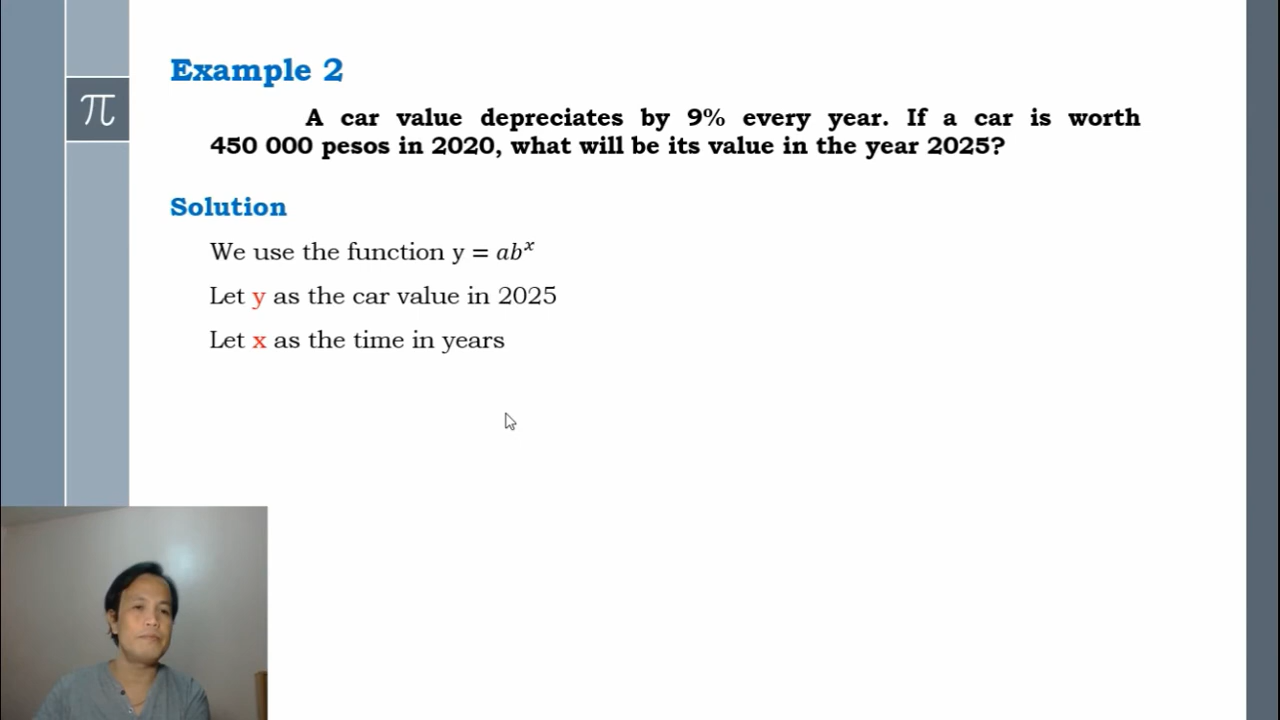 π
Example 2
A car value depreciates by 9% every year. If a car is worth
450 000 pesos in 2020, what will be its value in the year 2025?
Solution
We use the function y = abˣ
Let y as the car value in 2025
Let x as the time in years